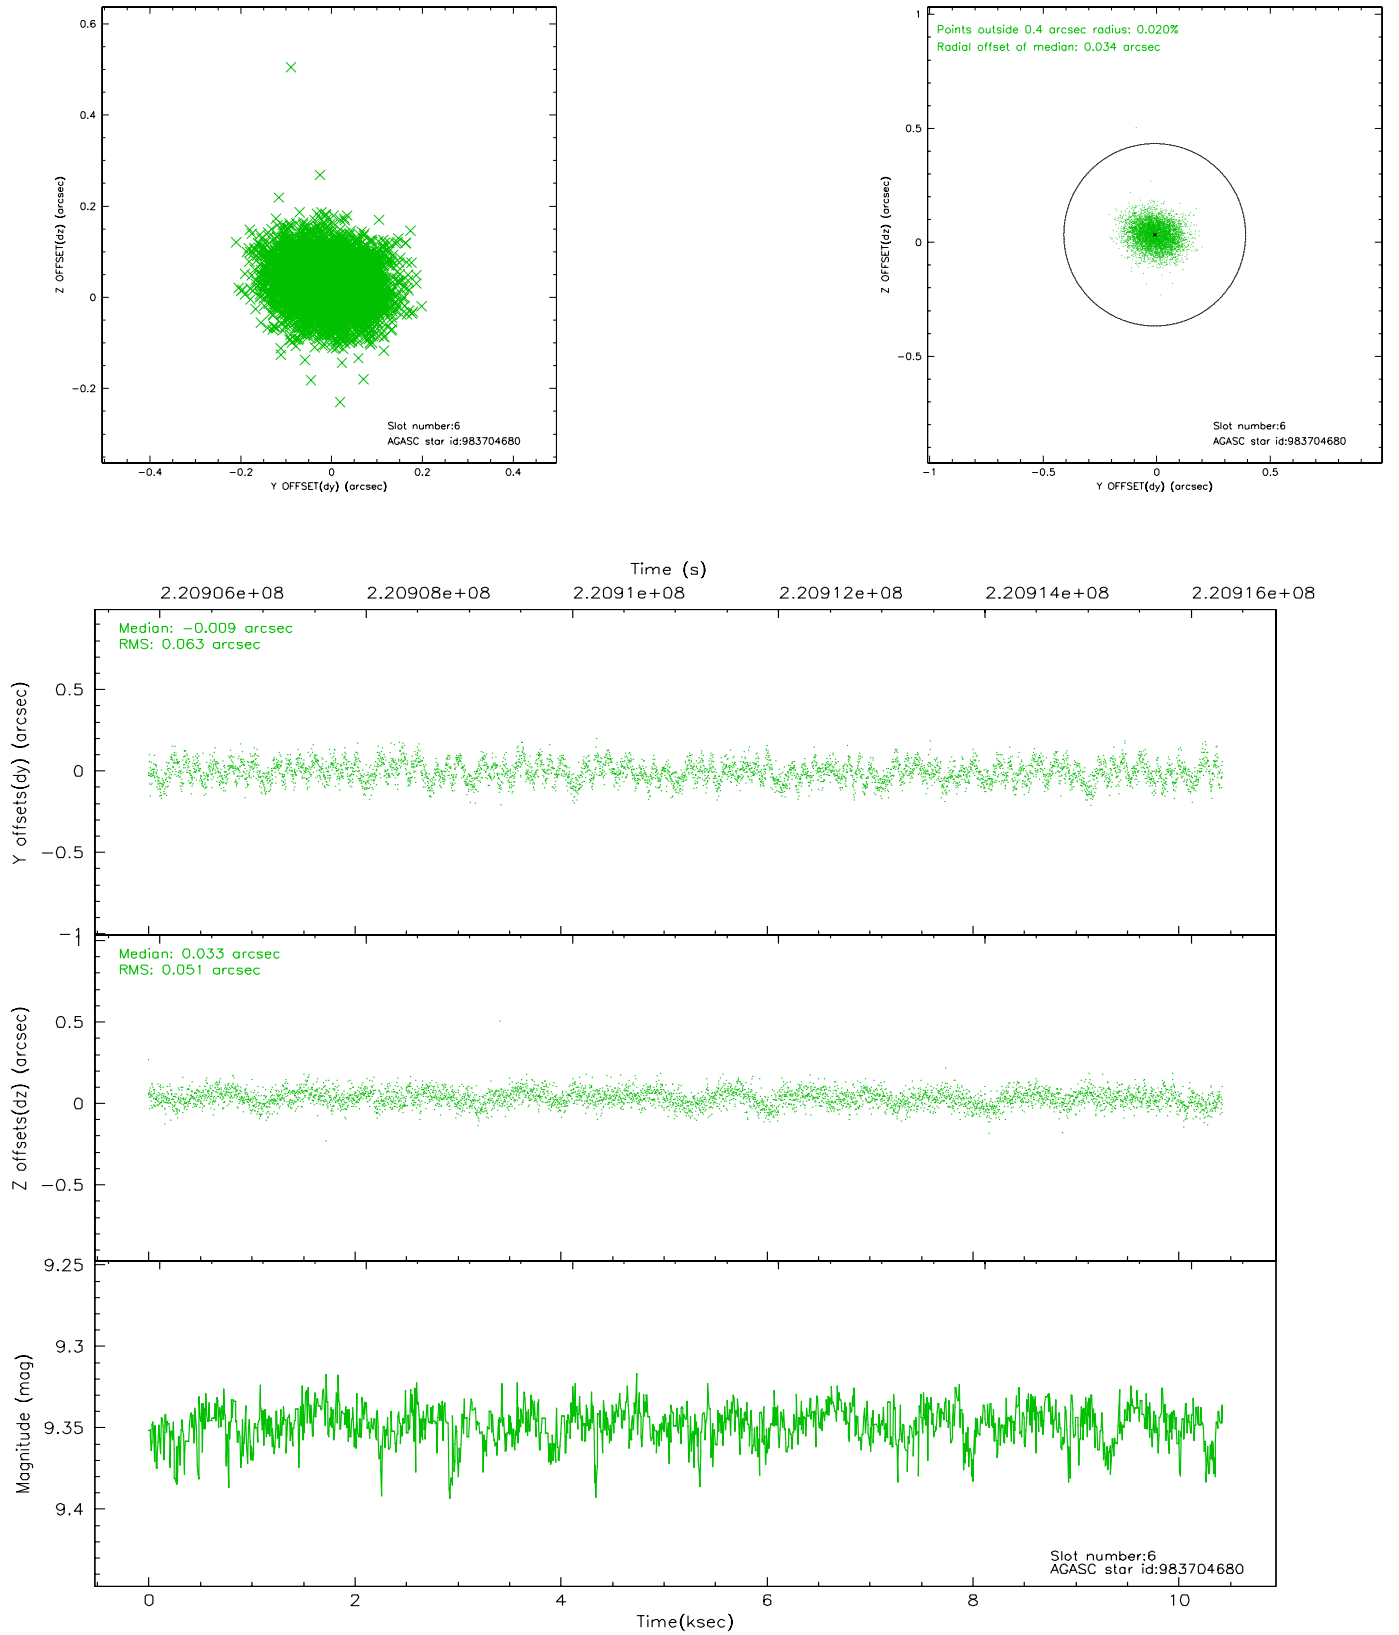 0.6
0.4
0.2
0
−0.2
Z OFFSET(dz) (arcsec)
−0.4 −0.2 0 0.2 0.4
Y OFFSET(dy) (arcsec)
Slot number:6
AGASC star id:983704680
Points outside 0.4 arcsec radius: 0.020%
Radial offset of median: 0.034 arcsec
1
0.5
0
−0.5
Z OFFSET(dz) (arcsec)
−1 −0.5 0 0.5
Y OFFSET(dy) (arcsec)
Slot number:6
AGASC star id:983704680
Time (s)
2.20906e+08 2.20908e+08 2.2091e+08 2.20912e+08 2.20914e+08 2.20916e+08
Median: −0.009 arcsec
RMS: 0.063 arcsec
0.5
0
−0.5
−1
Y offsets(dy) (arcsec)
Median: 0.033 arcsec
RMS: 0.051 arcsec
1
0.5
0
−0.5
Z offsets(dz) (arcsec)
9.25
9.3
9.35
9.4
Magnitude (mag)
Slot number:6
AGASC star id:983704680
0 2 4 6 8 10
Time(ksec)